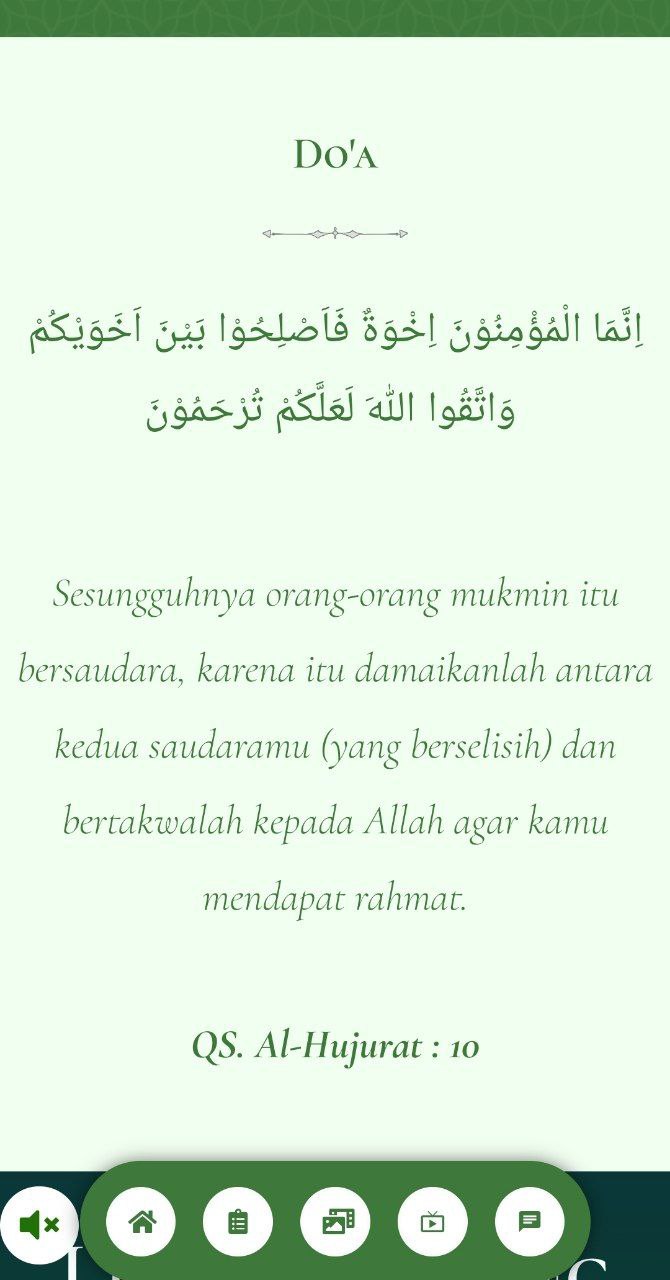 Do'a
اِنَّمَا الْمُؤْمِنُوْنَ اِخْوَةٌ فَاَصْلِحُوْا بَيْنَ اَخَوَيْكُمْ
وَاتَّقُوا اللّٰهَ لَعَلَّكُمْ تُرْحَمُوْنَ
Sesungguhnya orang-orang mukmin itu
bersaudara, karena itu damaikanlah antara
kedua saudaramu (yang berselisih) dan
bertakwalah kepada Allah agar kamu
mendapat rahmat.
QS. Al-Hujurat : 10